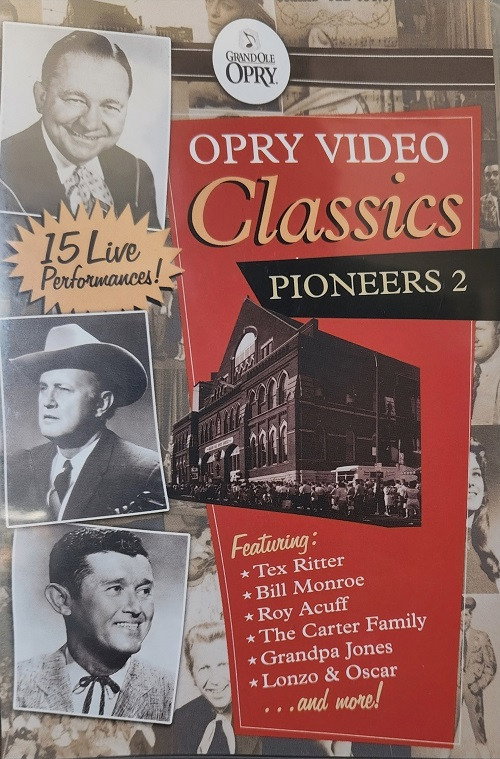 GRAND OLE
OPRY
OPRY VIDEO
Classics
PIONEERS 2
15 Live
Performances!
Featuring:
★ Tex Ritter
★ Bill Monroe
★ Roy Acuff
★ The Carter Family
★ Grandpa Jones
★ Lonzo & Oscar
. . . and more!